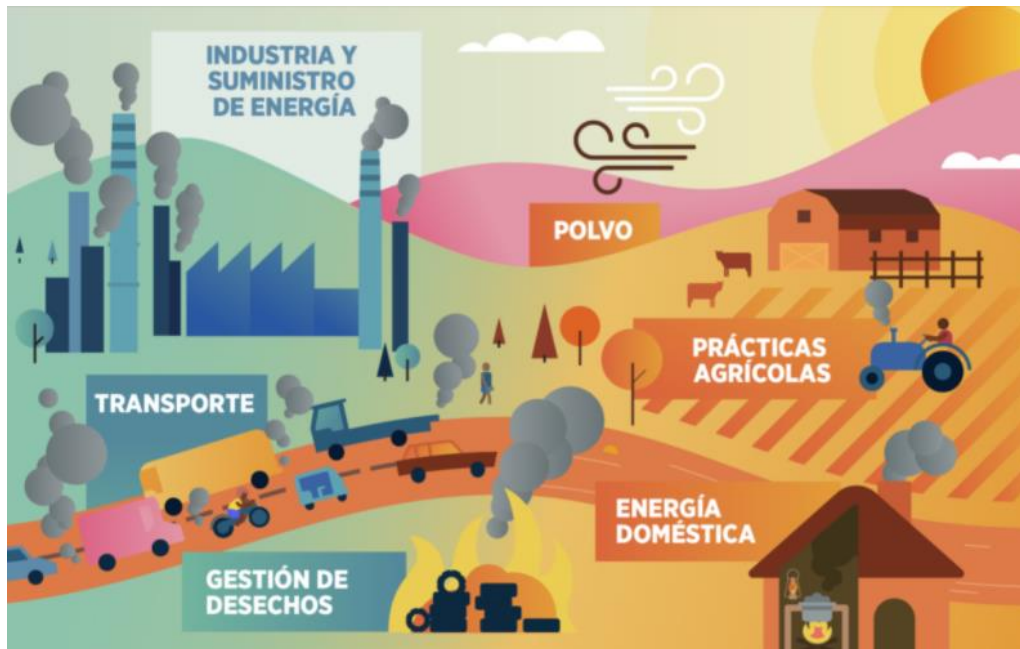 INDUSTRIA Y
SUMINISTRO
DE ENERGÍA
POLVO
PRÁCTICAS
AGRÍCOLAS
TRANSPORTE
ENERGÍA
DOMÉSTICA
GESTIÓN DE
DESECHOS